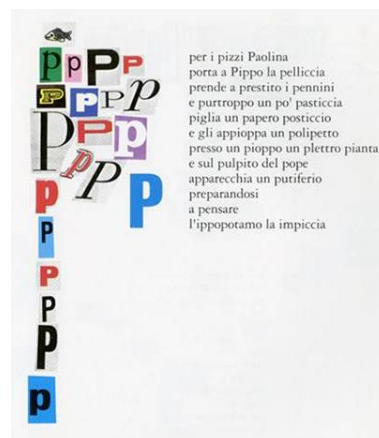 p p P P
P P P P
P P p
p p P
p p
P
P
P
P
p
per i pizzi Paolina
porta a Pippo la pelliccia
prende a prestito i pennini
e purtroppo un po' pasticcia
piglia un papero posticcio
e gli appioppa un polipetto
presso un pioppo un plettro pianta
e sul pulpito del pope
apparecchia un putiferio
preparandosi
a pensare
l'ippopotamo la impiccia